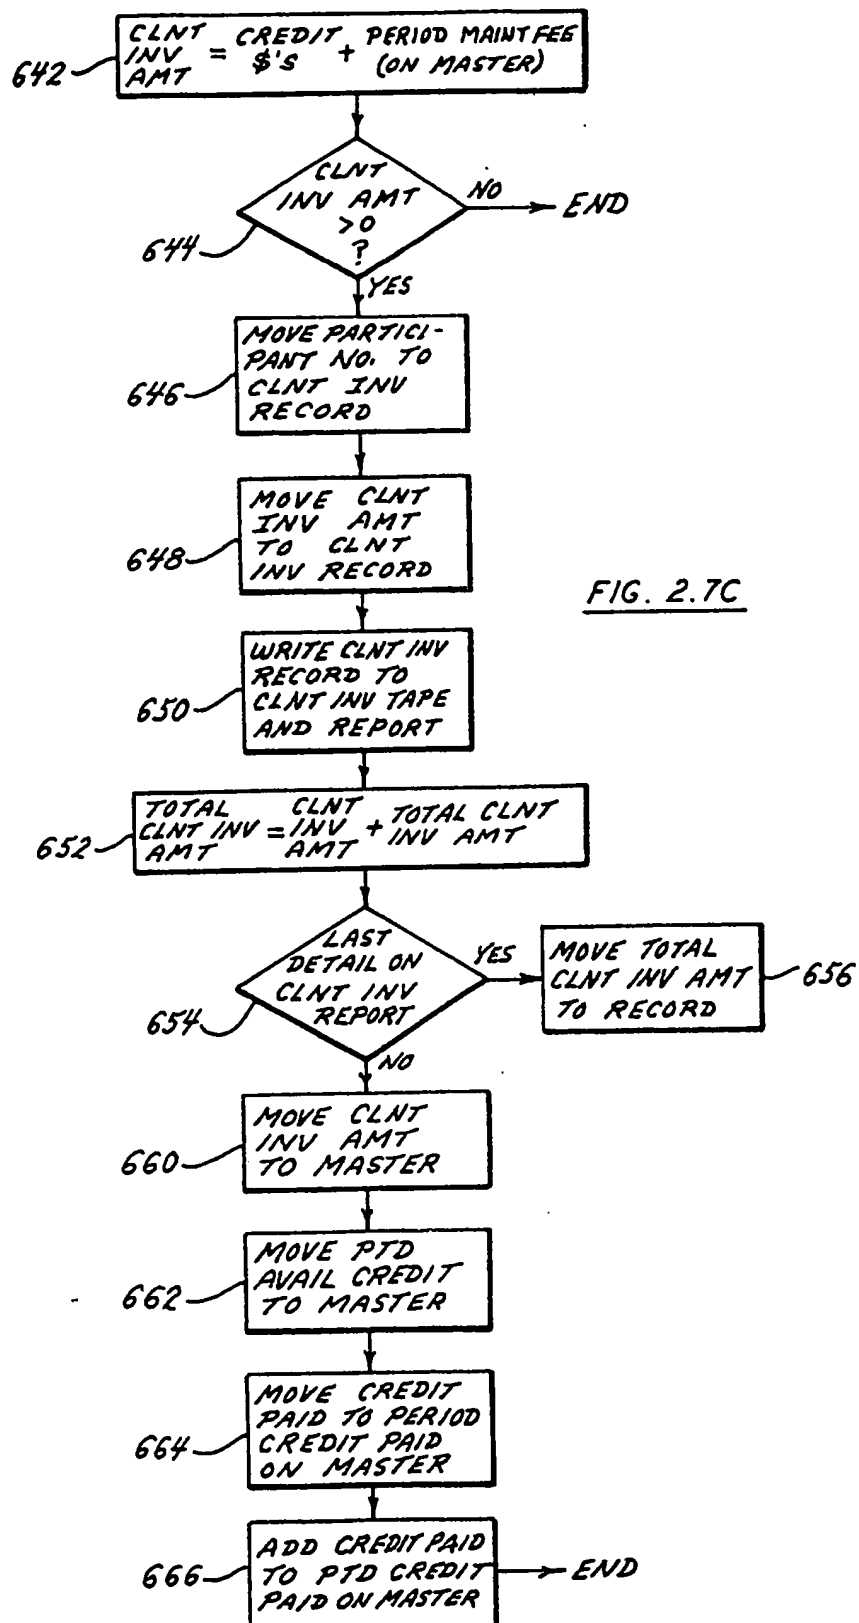 CLNT INV AMT = CREDIT $'S + PERIOD MAINT FEE (ON MASTER)
642
CLNT
INV AMT
>0
?
NO
END
644
YES
MOVE PARTICI-
PANT NO. TO
CLNT INV
RECORD
646
MOVE CLNT
INV AMT
TO CLNT
INV RECORD
648
FIG. 2.7C
WRITE CLNT INV
RECORD TO
CLNT INV TAPE
AND REPORT
650
TOTAL CLNT INV AMT = CLNT INV AMT + TOTAL CLNT INV AMT
652
LAST
DETAIL ON
CLNT INV
REPORT
654
YES
MOVE TOTAL
CLNT INV AMT
TO RECORD
656
NO
MOVE CLNT
INV AMT
TO MASTER
660
MOVE PTD
AVAIL CREDIT
TO MASTER
662
MOVE CREDIT
PAID TO PERIOD
CREDIT PAID
ON MASTER
664
ADD CREDIT PAID
TO PTD CREDIT
PAID ON MASTER
666
END